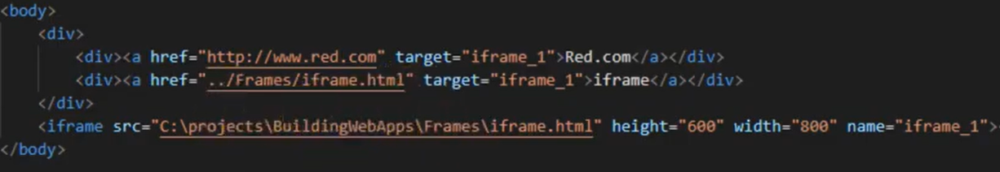 <body>
<div>
<div><a href="http://www.red.com" target="iframe_1">Red.com</a></div>
<div><a href="../Frames/iframe.html" target="iframe_1">iframe</a></div>
</div>
<iframe src="C:\projects\BuildingWebApps\Frames\iframe.html" height="600" width="800" name="iframe_1">
</body>